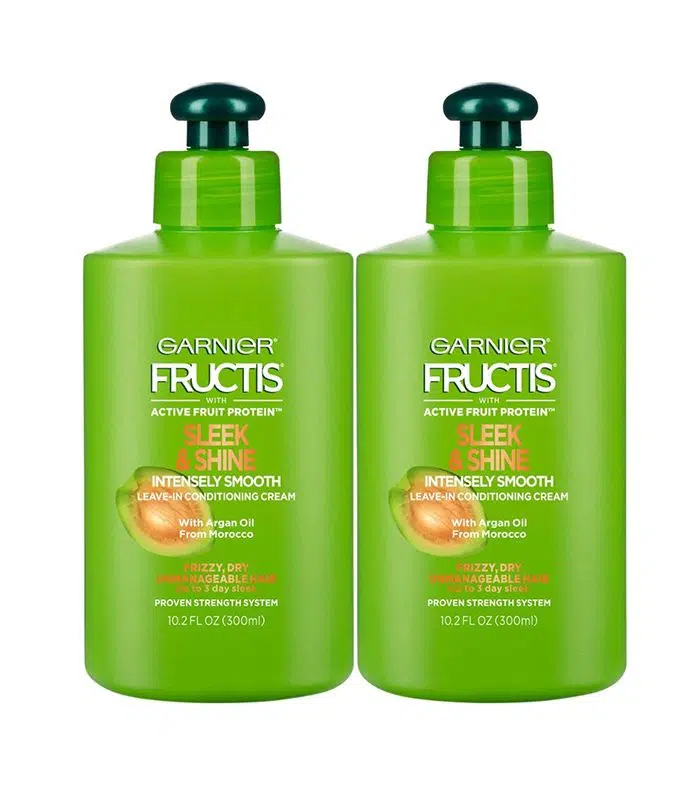 GARNIER®
FRUCTIS®
WITH
ACTIVE FRUIT PROTEIN™
SLEEK
& SHINE
INTENSELY SMOOTH
LEAVE-IN CONDITIONING CREAM
With Argan Oil
From Morocco
FRIZZY, DRY
UNMANAGEABLE HAIR
up to 3 day sleek
PROVEN STRENGTH SYSTEM
10.2 FL OZ (300ml)
GARNIER®
FRUCTIS®
WITH
ACTIVE FRUIT PROTEIN™
SLEEK
& SHINE
INTENSELY SMOOTH
LEAVE-IN CONDITIONING CREAM
With Argan Oil
From Morocco
FRIZZY, DRY
UNMANAGEABLE HAIR
up to 3 day sleek
PROVEN STRENGTH SYSTEM
10.2 FL OZ (300ml)